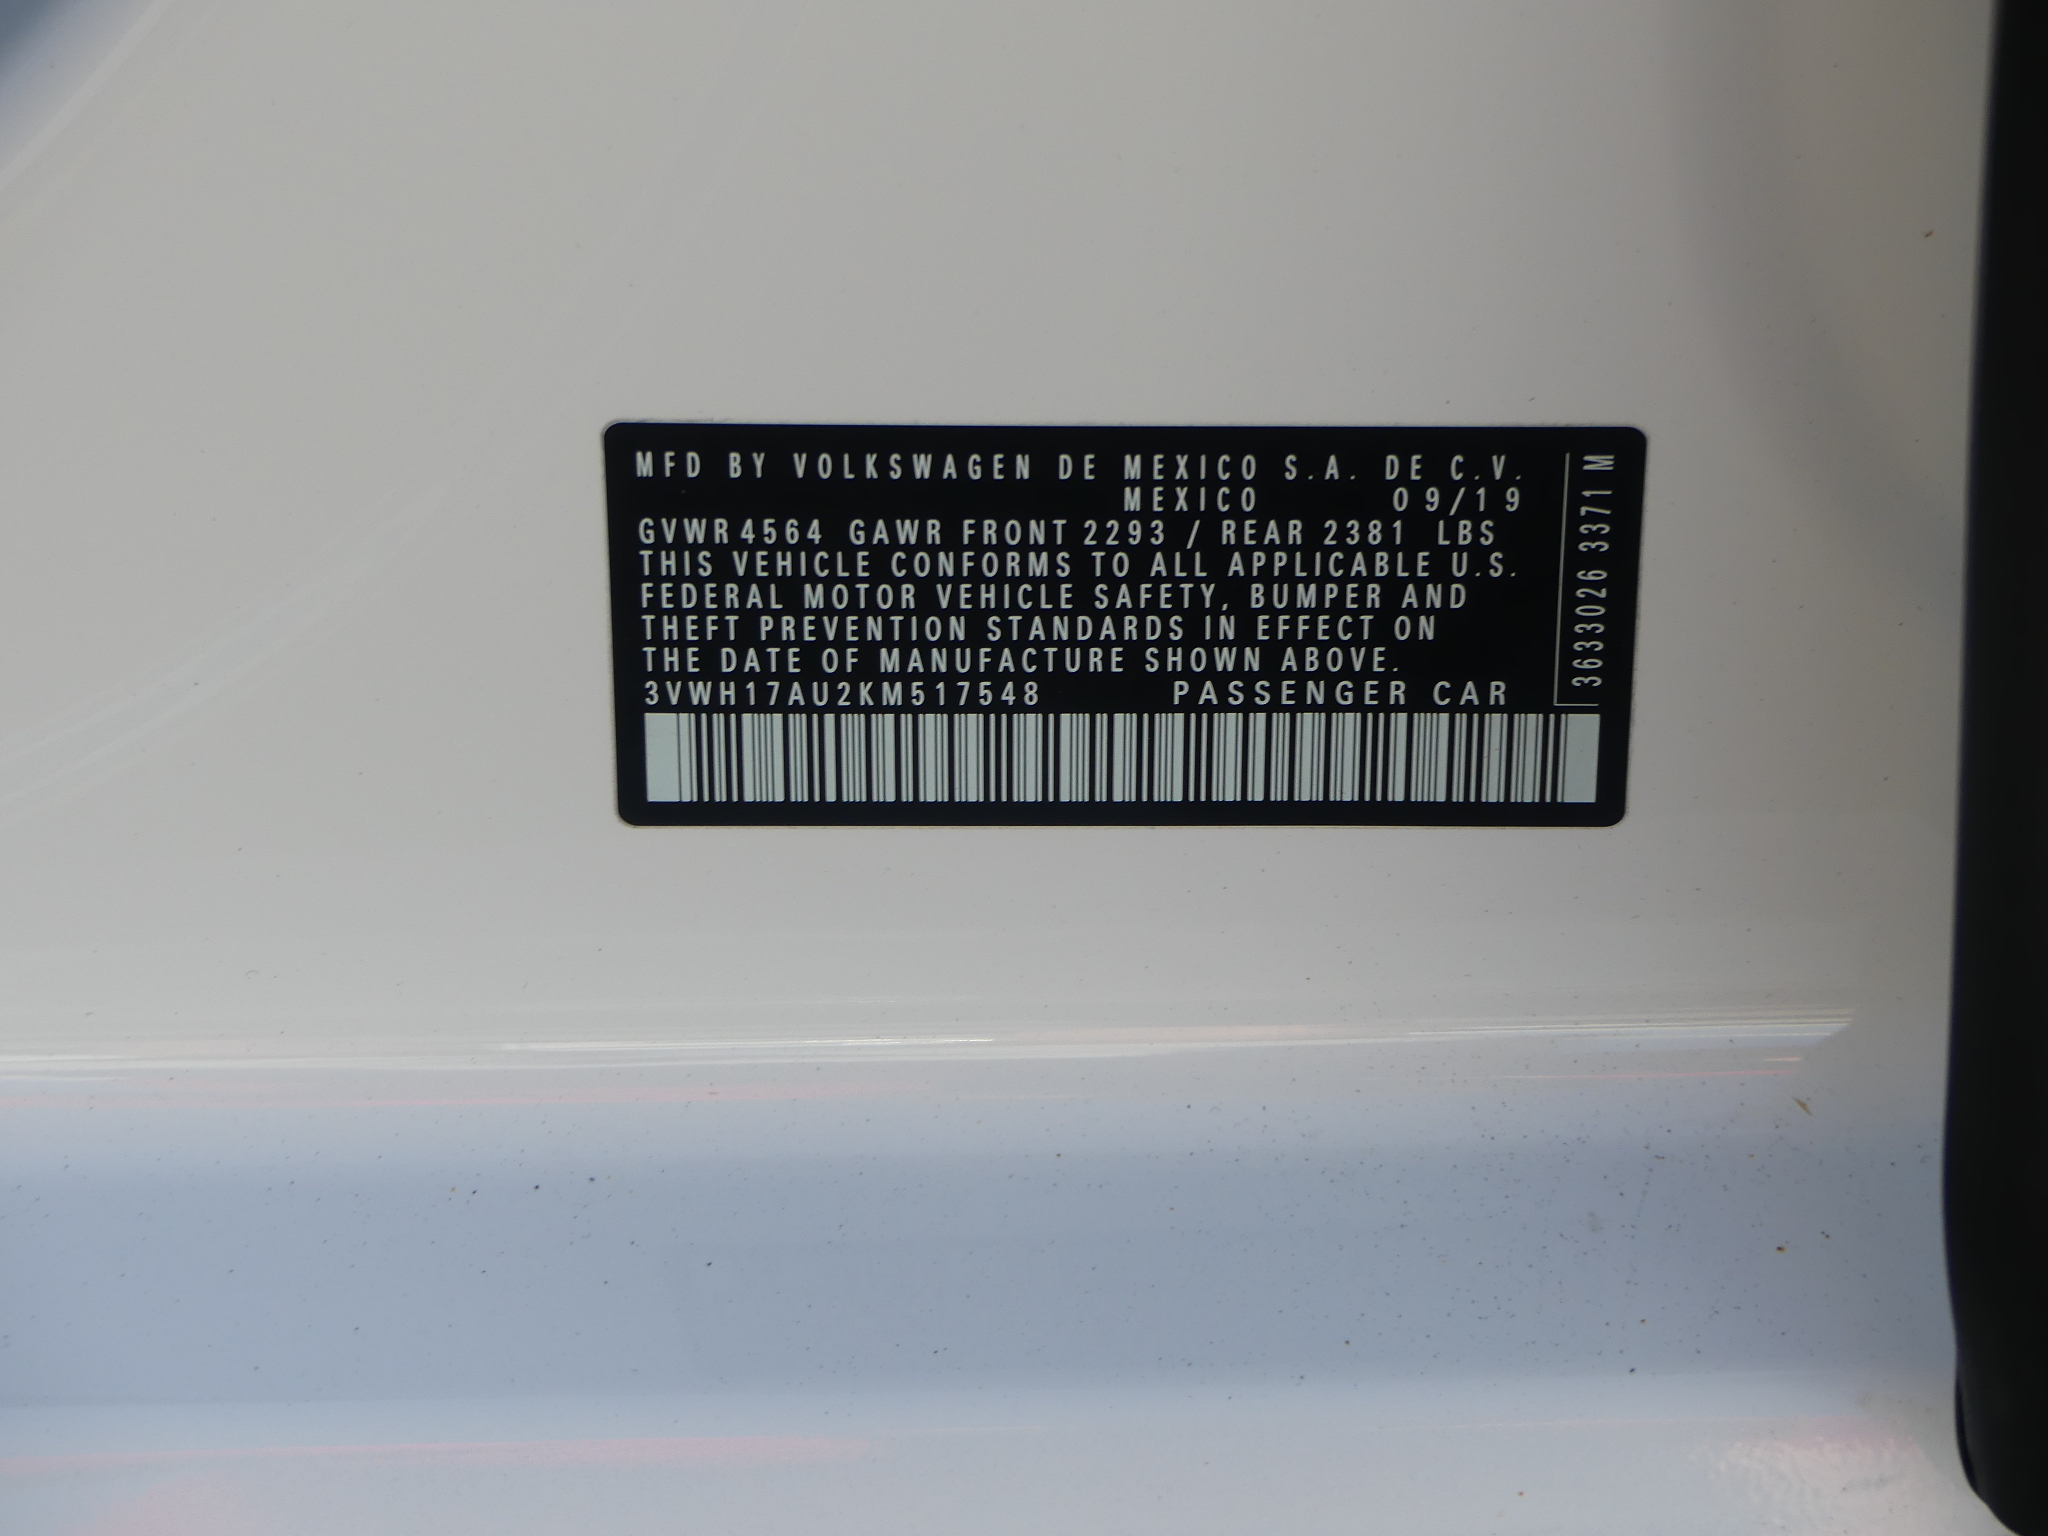 MFD BY VOLKSWAGEN DE MEXICO S.A. DE C.V.
MEXICO 09/19
GVWR 4564 GAWR FRONT 2293 / REAR 2381 LBS
THIS VEHICLE CONFORMS TO ALL APPLICABLE U.S.
FEDERAL MOTOR VEHICLE SAFETY, BUMPER AND
THEFT PREVENTION STANDARDS IN EFFECT ON
THE DATE OF MANUFACTURE SHOWN ABOVE.
3VWH17AU2KM517548 PASSENGER CAR
3633026 3371 M